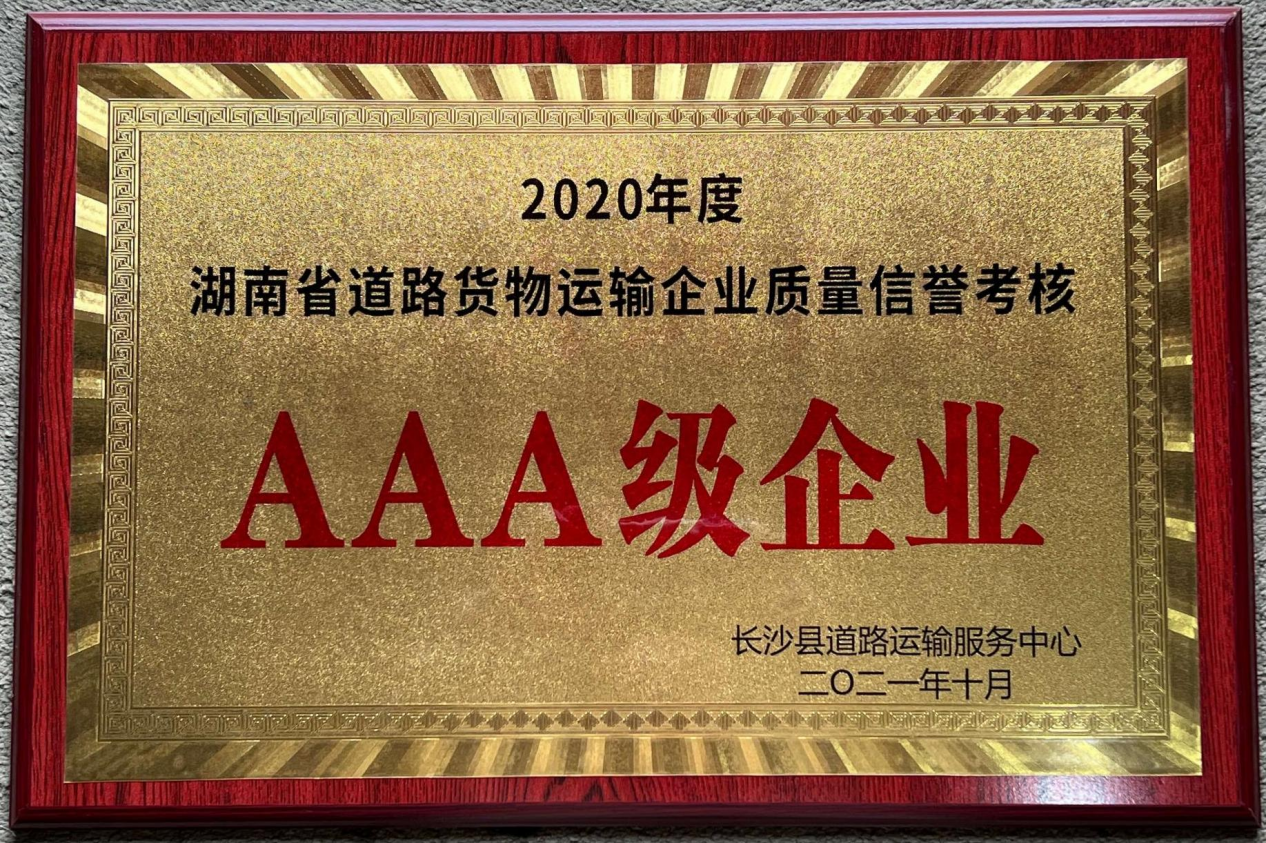 2020年度
湖南省道路货物运输企业质量信誉考核
AAA级企业
长沙县道路运输服务中心
二〇二一年十月